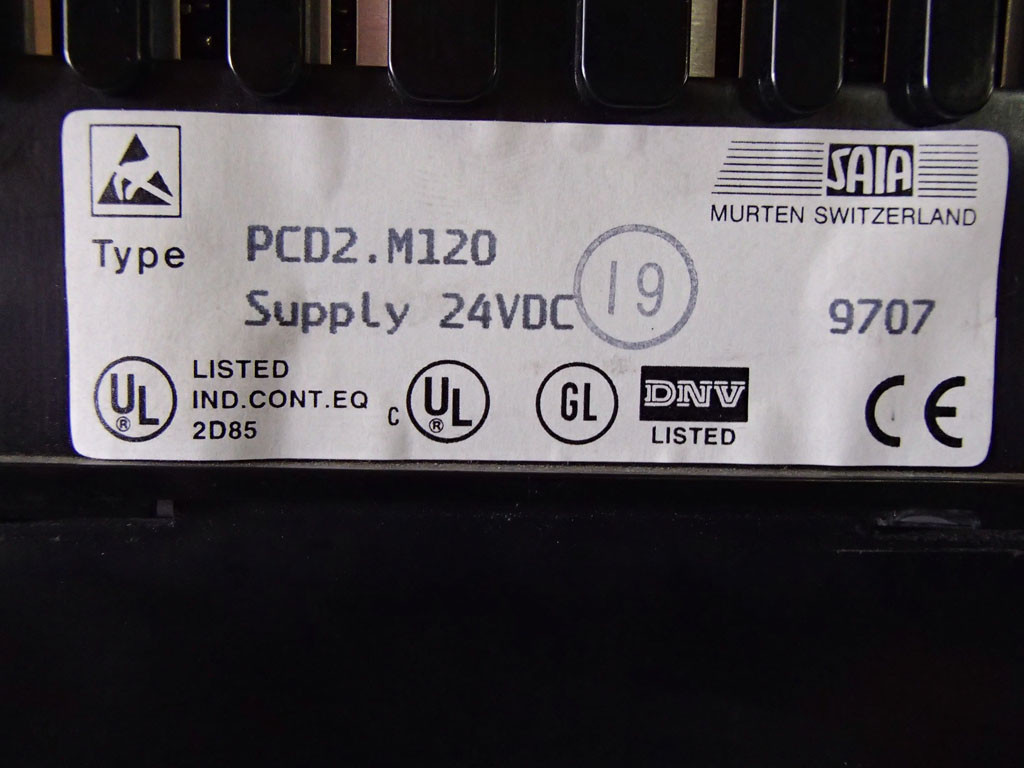 SAIA
MURTEN SWITZERLAND
Type PCD2.M120
Supply 24VDC
19
9707
UL ®
LISTED
IND.CONT.EQ
2D85
C UL ®
GL
DNV
LISTED
CE